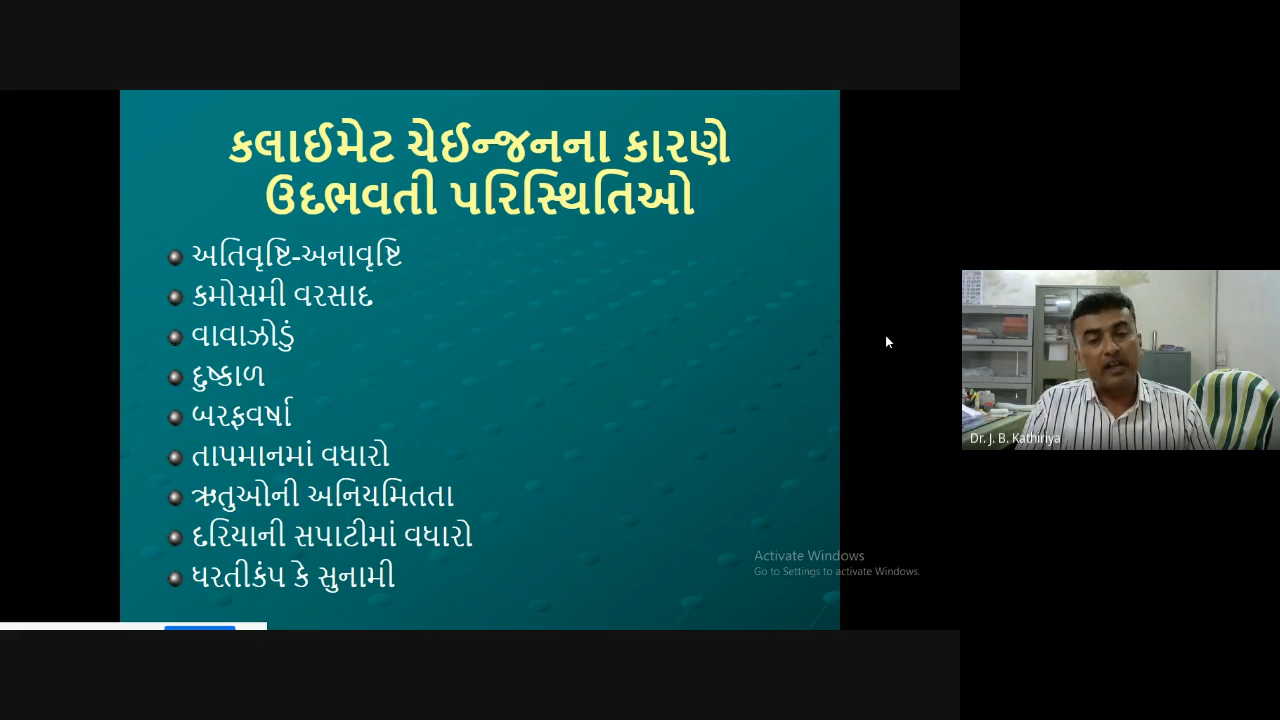 કલાઈમેટ ચેઈન્જનના કારણે
ઉદભવતી પરિસ્થિતિઓ
અતિવૃષ્ટિ-અનાવૃષ્ટિ
કમોસમી વરસાદ
વાવાઝોડું
દુષ્કાળ
બરફવર્ષા
તાપમાનમાં વધારો
ઋતુઓની અનિયમિતતા
દરિયાની સપાટીમાં વધારો
ધરતીકંપ કે સુનામી
Activate Windows
Go to Settings to activate Windows.
Dr. J. B. Kathiriya